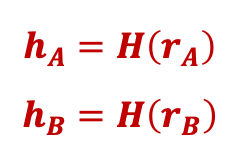 h_A = H(r_A)
h_B = H(r_B)